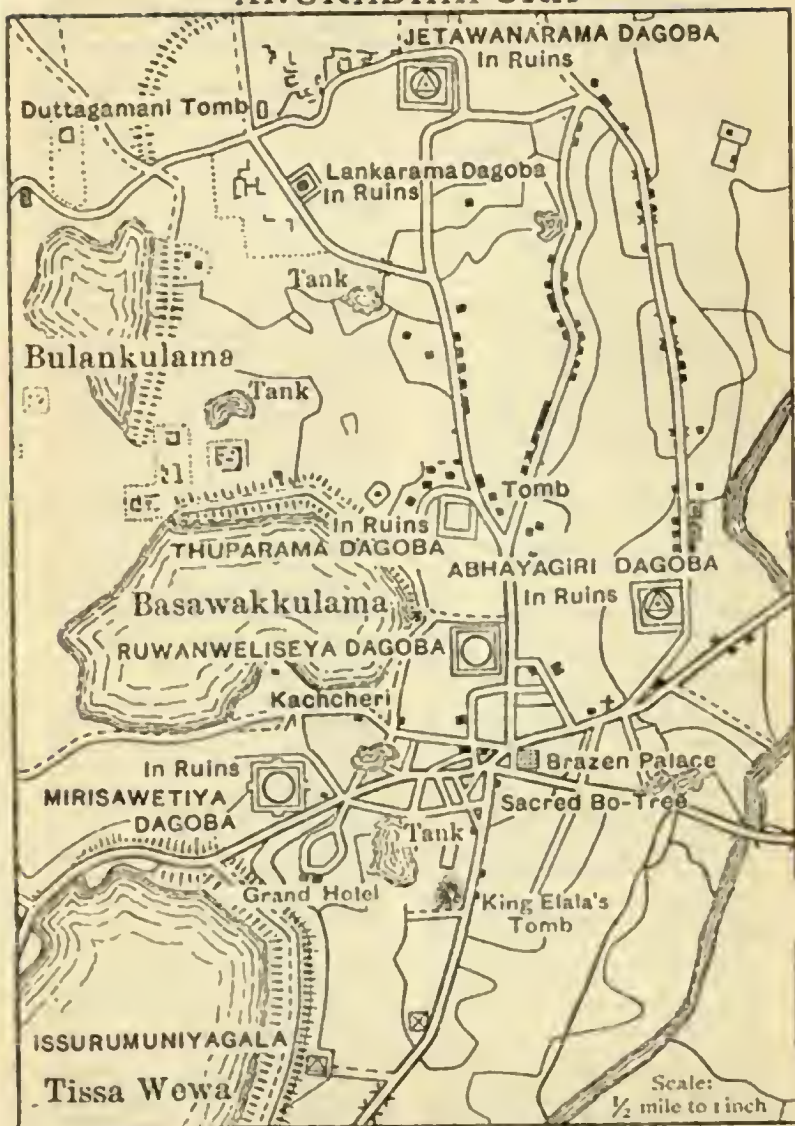 JETAWANARAMA DAGOBA
In Ruins
Duttagamani Tomb
Lankarama Dagoba
In Ruins
Tank
Bulankulama
Tank
Tomb
In Ruins
THUPARAMA DAGOBA
ABHAYAGIRI DAGOBA
In Ruins
Basawakkulama
RUWANWELISEYA DAGOBA
Kachcheri
In Ruins
MIRISAWETIYA
DAGOBA
Brazen Palace
Sacred Bo-Tree
Tank
Grand Hotel
King Elala's
Tomb
ISSURUMUNIYAGALA
Tissa Wewa
Scale:
½ mile to 1 inch